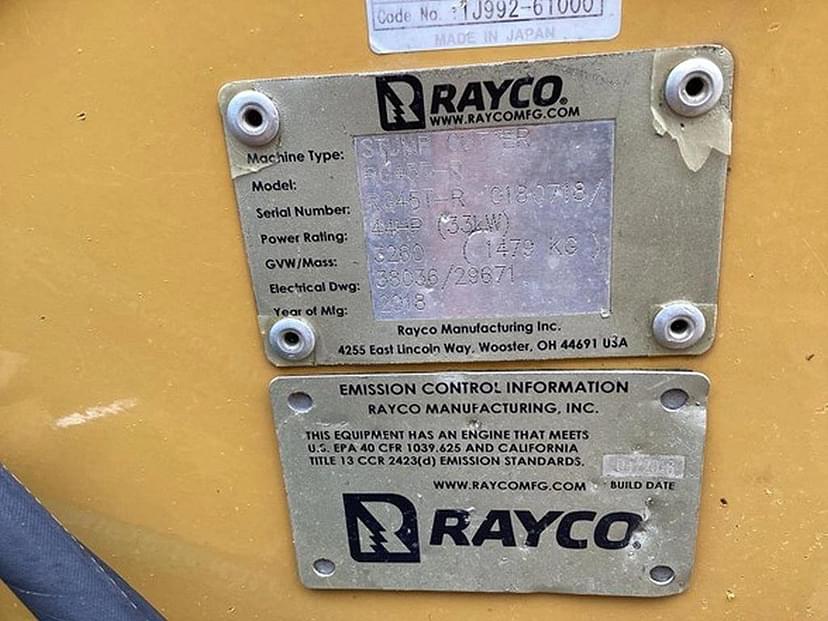 Code No. :1J992-61000
MADE IN JAPAN
RAYCO®
WWW.RAYCOMFG.COM
Machine Type: STUMP CUTTER
Model: RG45T-R
Serial Number: RG45T-R 0180718/
Power Rating: 44HP (33kW)
GVW/Mass: 3260 (1479 KG)
Electrical Dwg: 38036/29671
Year of Mfg: 2018
Rayco Manufacturing Inc.
4255 East Lincoln Way, Wooster, OH 44691 USA
EMISSION CONTROL INFORMATION
RAYCO MANUFACTURING, INC.
THIS EQUIPMENT HAS AN ENGINE THAT MEETS
U.S. EPA 40 CFR 1039.625 AND CALIFORNIA
TITLE 13 CCR 2423(d) EMISSION STANDARDS.
WWW.RAYCOMFG.COM BUILD DATE
RAYCO®